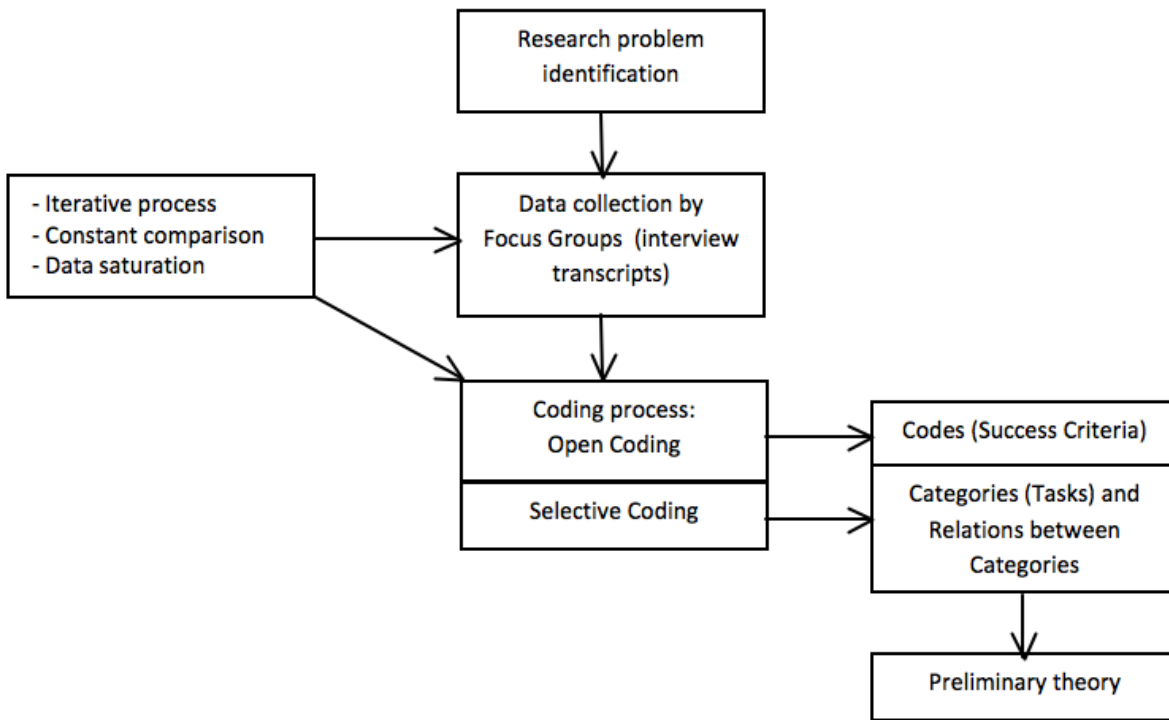 Research problem
identification
- Iterative process
- Constant comparison
- Data saturation
Data collection by
Focus Groups (interview
transcripts)
Coding process:
Open Coding
Selective Coding
Codes (Success Criteria)
Categories (Tasks) and
Relations between
Categories
Preliminary theory